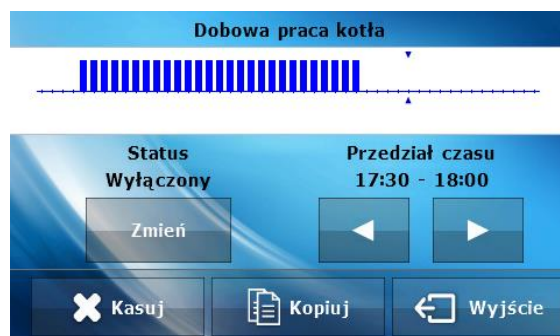 Dobowa praca kotła
Status
Wyłączony
Przedział czasu
17:30 - 18:00
Zmień
Kasuj
Kopiuj
Wyjście